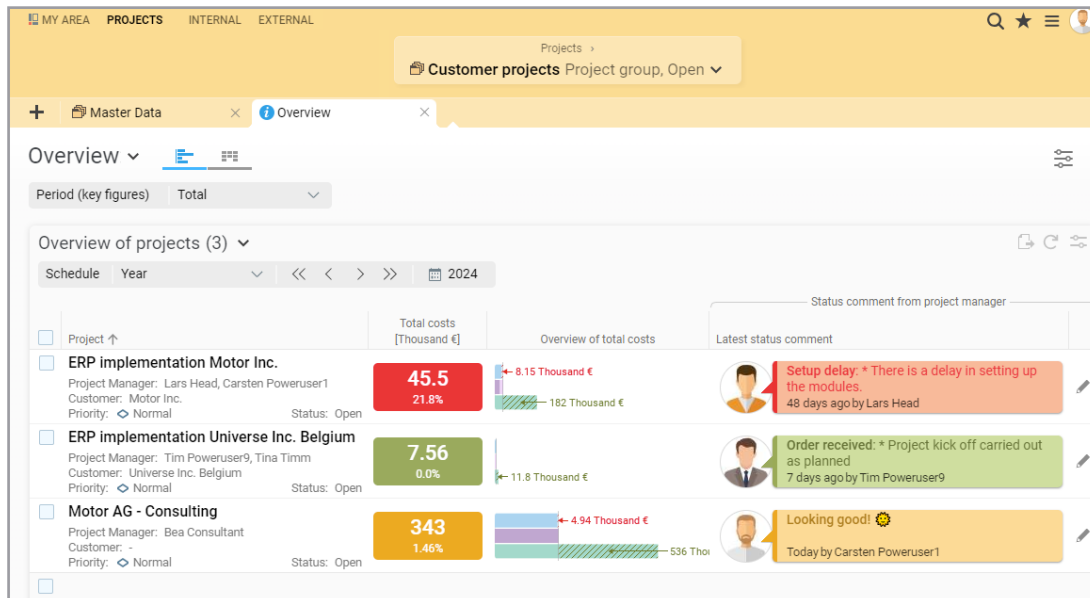 MY AREA PROJECTS INTERNAL EXTERNAL
Projects ›
Customer projects Project group, Open
+ Master Data × Overview ×
Overview
Period (key figures) Total
Overview of projects (3)
Schedule Year 2024
Status comment from project manager
Total costs
Project ↑ [Thousand €] Overview of total costs Latest status comment
ERP implementation Motor Inc.
Project Manager: Lars Head, Carsten Poweruser1
Customer: Motor Inc.
Priority: Normal Status: Open
45.5
21.8%
8.15 Thousand €
182 Thousand €
Setup delay: * There is a delay in setting up
the modules.
48 days ago by Lars Head
ERP implementation Universe Inc. Belgium
Project Manager: Tim Poweruser9, Tina Timm
Customer: Universe Inc. Belgium
Priority: Normal Status: Open
7.56
0.0%
11.8 Thousand €
Order received: * Project kick off carried out
as planned
7 days ago by Tim Poweruser9
Motor AG - Consulting
Project Manager: Bea Consultant
Customer: -
Priority: Normal Status: Open
343
1.46%
4.94 Thousand €
536 Thou
Looking good! 🌞
Today by Carsten Poweruser1